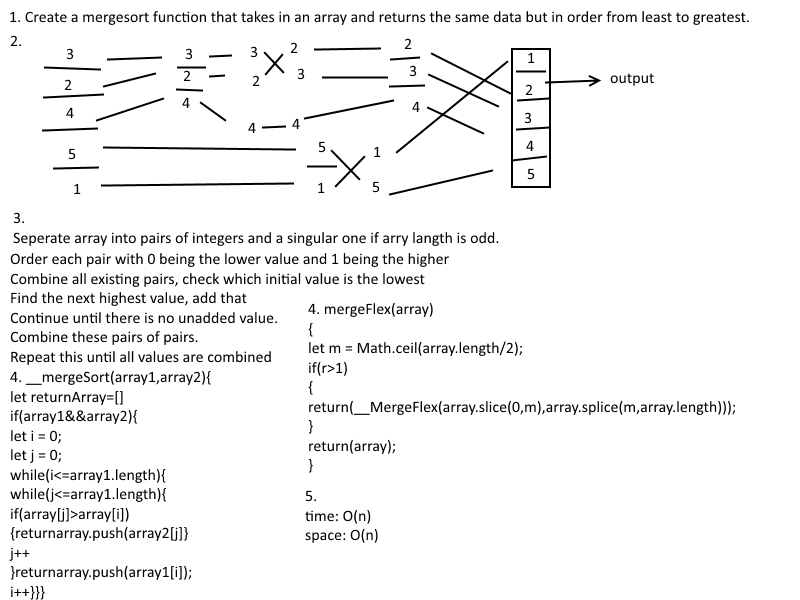 1. Create a mergesort function that takes in an array and returns the same data but in order from least to greatest.
2.
3 3 3 2 2 1
2 2 2 3 3 2 output
4 4 4 4 4 3
5 5 1 4
1 1 5 5
3.
Seperate array into pairs of integers and a singular one if arry langth is odd.
Order each pair with 0 being the lower value and 1 being the higher
Combine all existing pairs, check which initial value is the lowest
Find the next highest value, add that
Continue until there is no unadded value.
Combine these pairs of pairs.
Repeat this until all values are combined
4. __mergeSort(array1,array2){
let returnArray=[]
if(array1&&array2){
let i = 0;
let j = 0;
while(i<=array1.length){
while(j<=array1.length){
if(array[j]>array[i])
{returnarray.push(array2[j]}
j++
}returnarray.push(array1[i]);
i++}}}
4. mergeFlex(array)
{
let m = Math.ceil(array.length/2);
if(r>1)
{
return(__MergeFlex(array.slice(0,m),array.splice(m,array.length)));
}
return(array);
}
5.
time: O(n)
space: O(n)